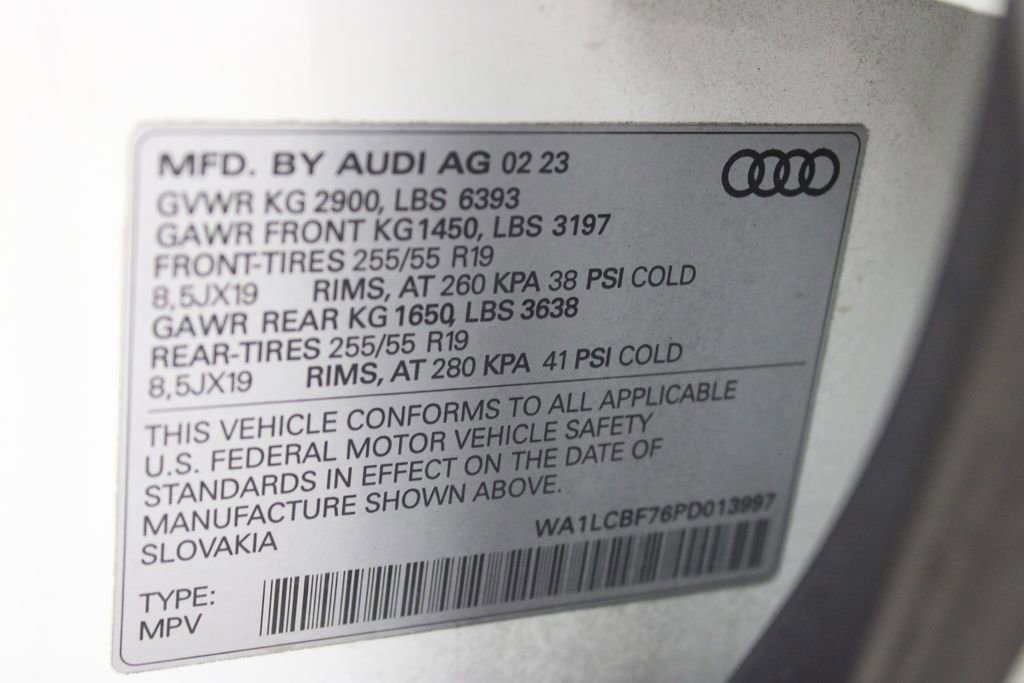 MFD. BY AUDI AG 02 23
GVWR KG 2900, LBS 6393
GAWR FRONT KG 1450, LBS 3197
FRONT-TIRES 255/55 R19
8,5JX19 RIMS, AT 260 KPA 38 PSI COLD
GAWR REAR KG 1650, LBS 3638
REAR-TIRES 255/55 R19
8,5JX19 RIMS, AT 280 KPA 41 PSI COLD
THIS VEHICLE CONFORMS TO ALL APPLICABLE
U.S. FEDERAL MOTOR VEHICLE SAFETY
STANDARDS IN EFFECT ON THE DATE OF
MANUFACTURE SHOWN ABOVE.
SLOVAKIA
WA1LCBF76PD013997
TYPE:
MPV